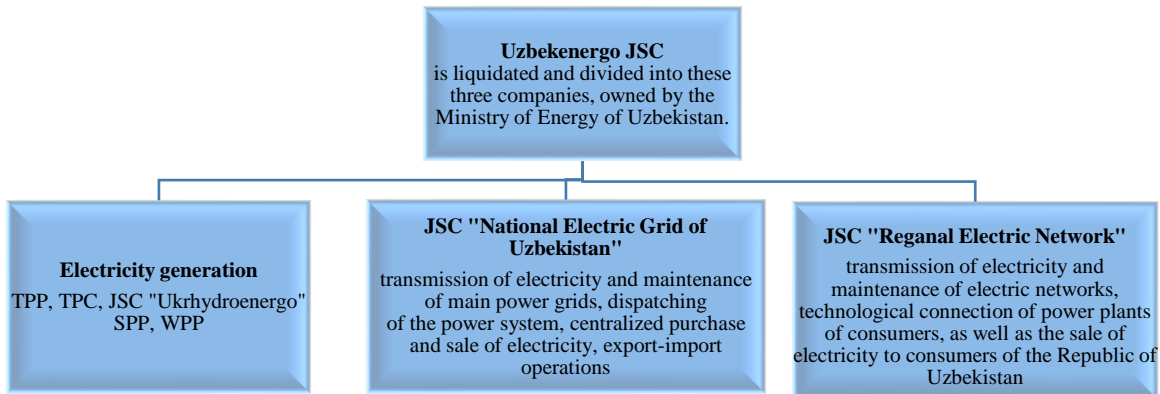 Uzbekenergo JSC
is liquidated and divided into these
three companies, owned by the
Ministry of Energy of Uzbekistan.
Electricity generation
TPP, TPC, JSC "Ukrhydroenergo"
SPP, WPP
JSC "National Electric Grid of
Uzbekistan"
transmission of electricity and maintenance
of main power grids, dispatching
of the power system, centralized purchase
and sale of electricity, export-import
operations
JSC "Reganal Electric Network"
transmission of electricity and
maintenance of electric networks,
technological connection of power plants
of consumers, as well as the sale of
electricity to consumers of the Republic of
Uzbekistan